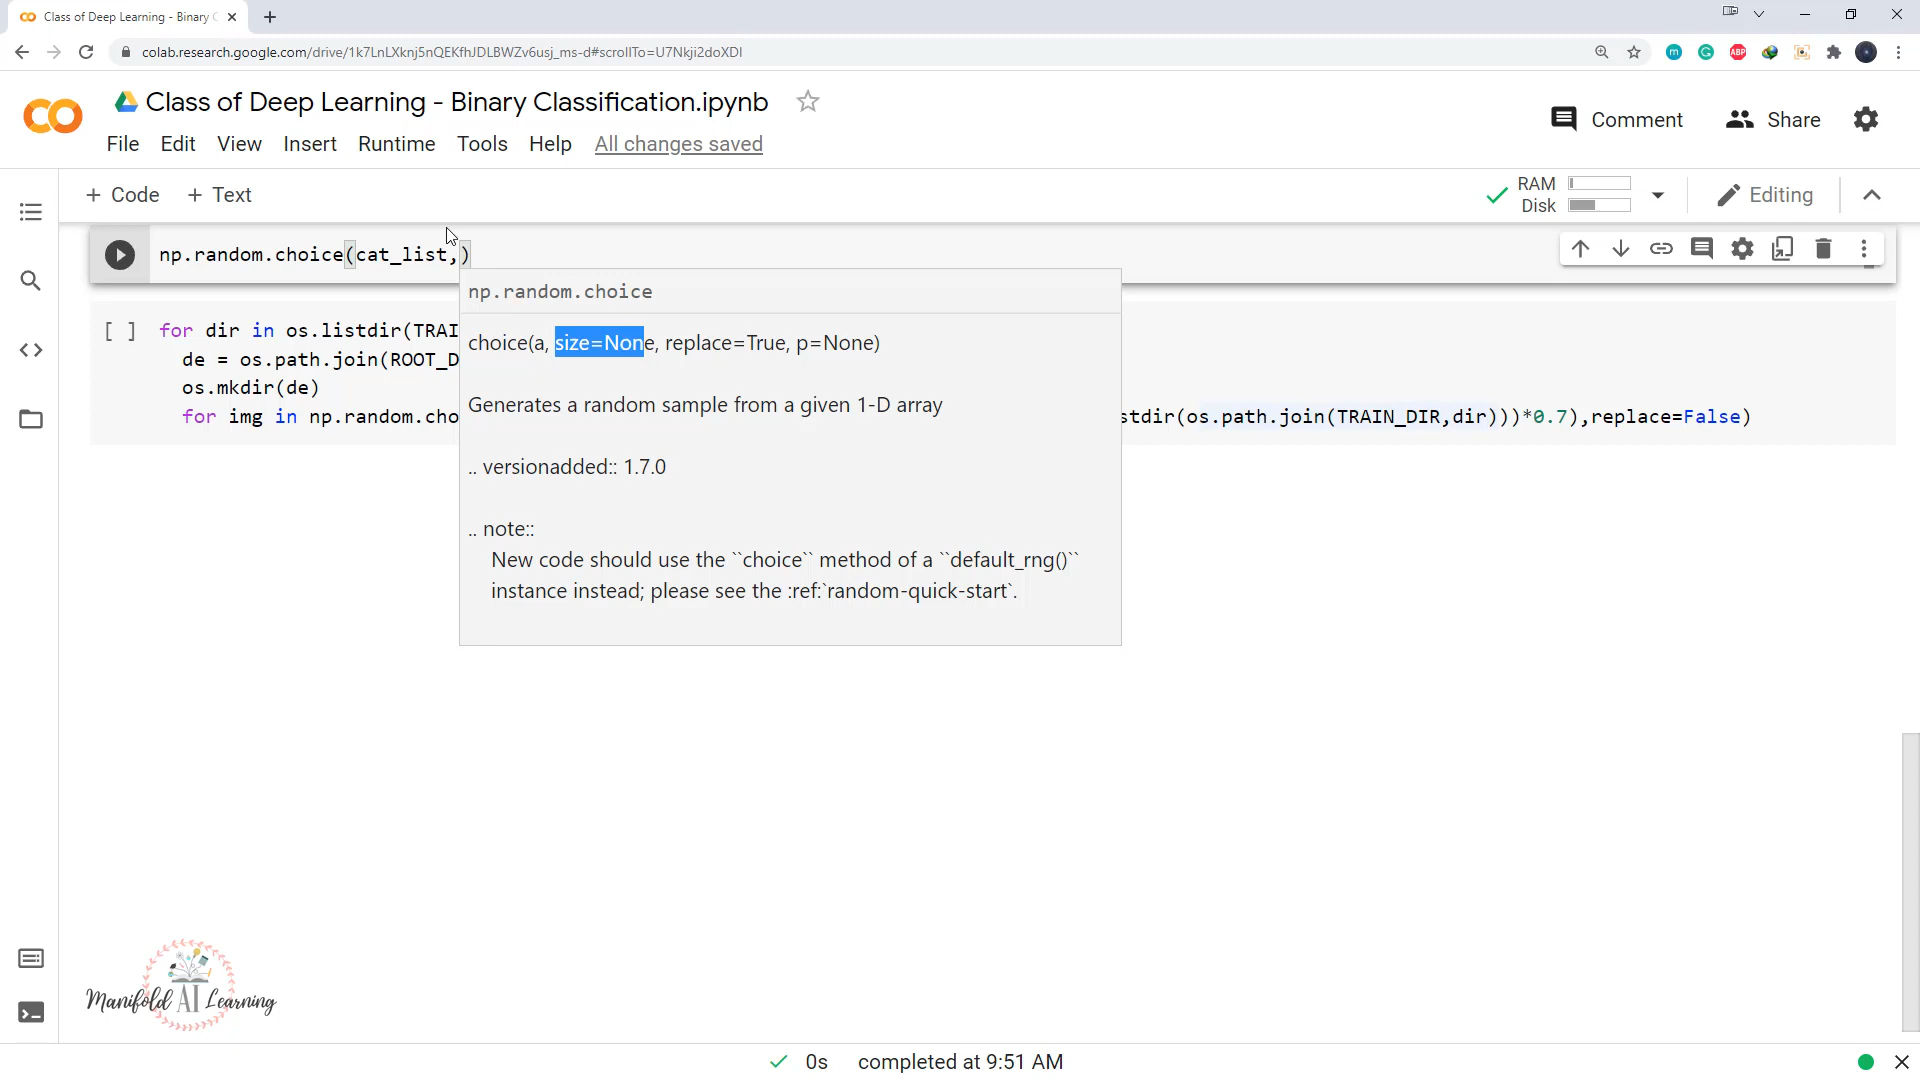 Class of Deep Learning - Binary C
colab.research.google.com/drive/1k7LnLXknj5nQEKfhJDLBWZv6usj_ms-d#scrollTo=U7Nkji2doXDI
Class of Deep Learning - Binary Classification.ipynb
Comment
Share
File Edit View Insert Runtime Tools Help All changes saved
+ Code + Text
RAM
Disk
Editing
np.random.choice(cat_list,)
np.random.choice
choice(a, size=None, replace=True, p=None)
Generates a random sample from a given 1-D array
.. versionadded:: 1.7.0
.. note::
New code should use the ``choice`` method of a ``default_rng()``
instance instead; please see the :ref:`random-quick-start`.
[ ] for dir in os.listdir(TRAI
de = os.path.join(ROOT_D
os.mkdir(de)
for img in np.random.cho stdir(os.path.join(TRAIN_DIR,dir)))*0.7),replace=False)
Manifold AI Learning
0s completed at 9:51 AM